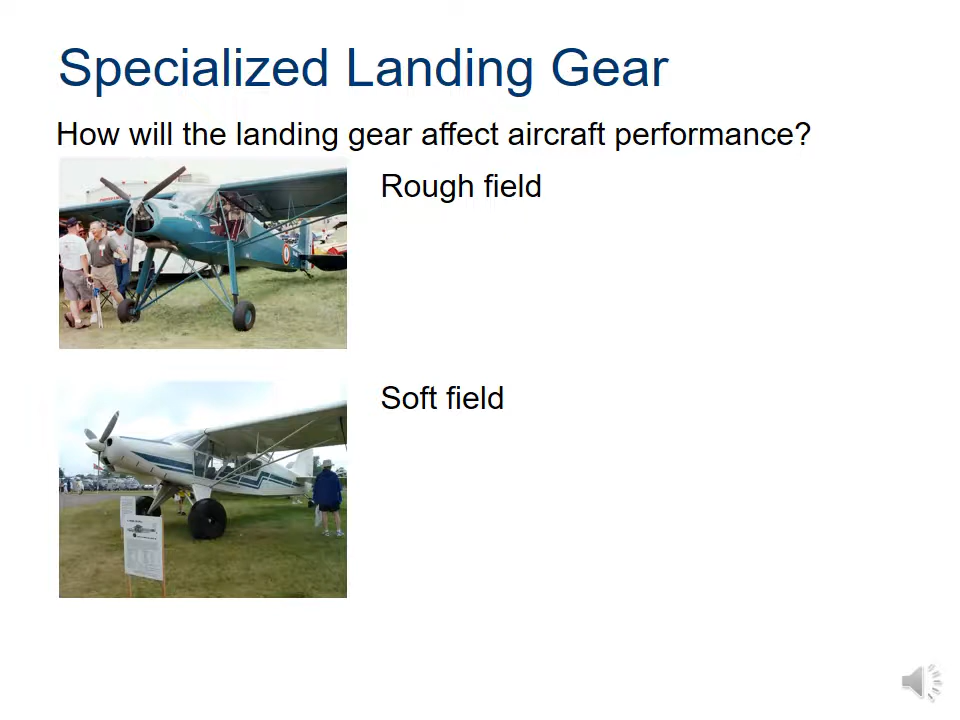 Specialized Landing Gear
How will the landing gear affect aircraft performance?
Rough field
Soft field